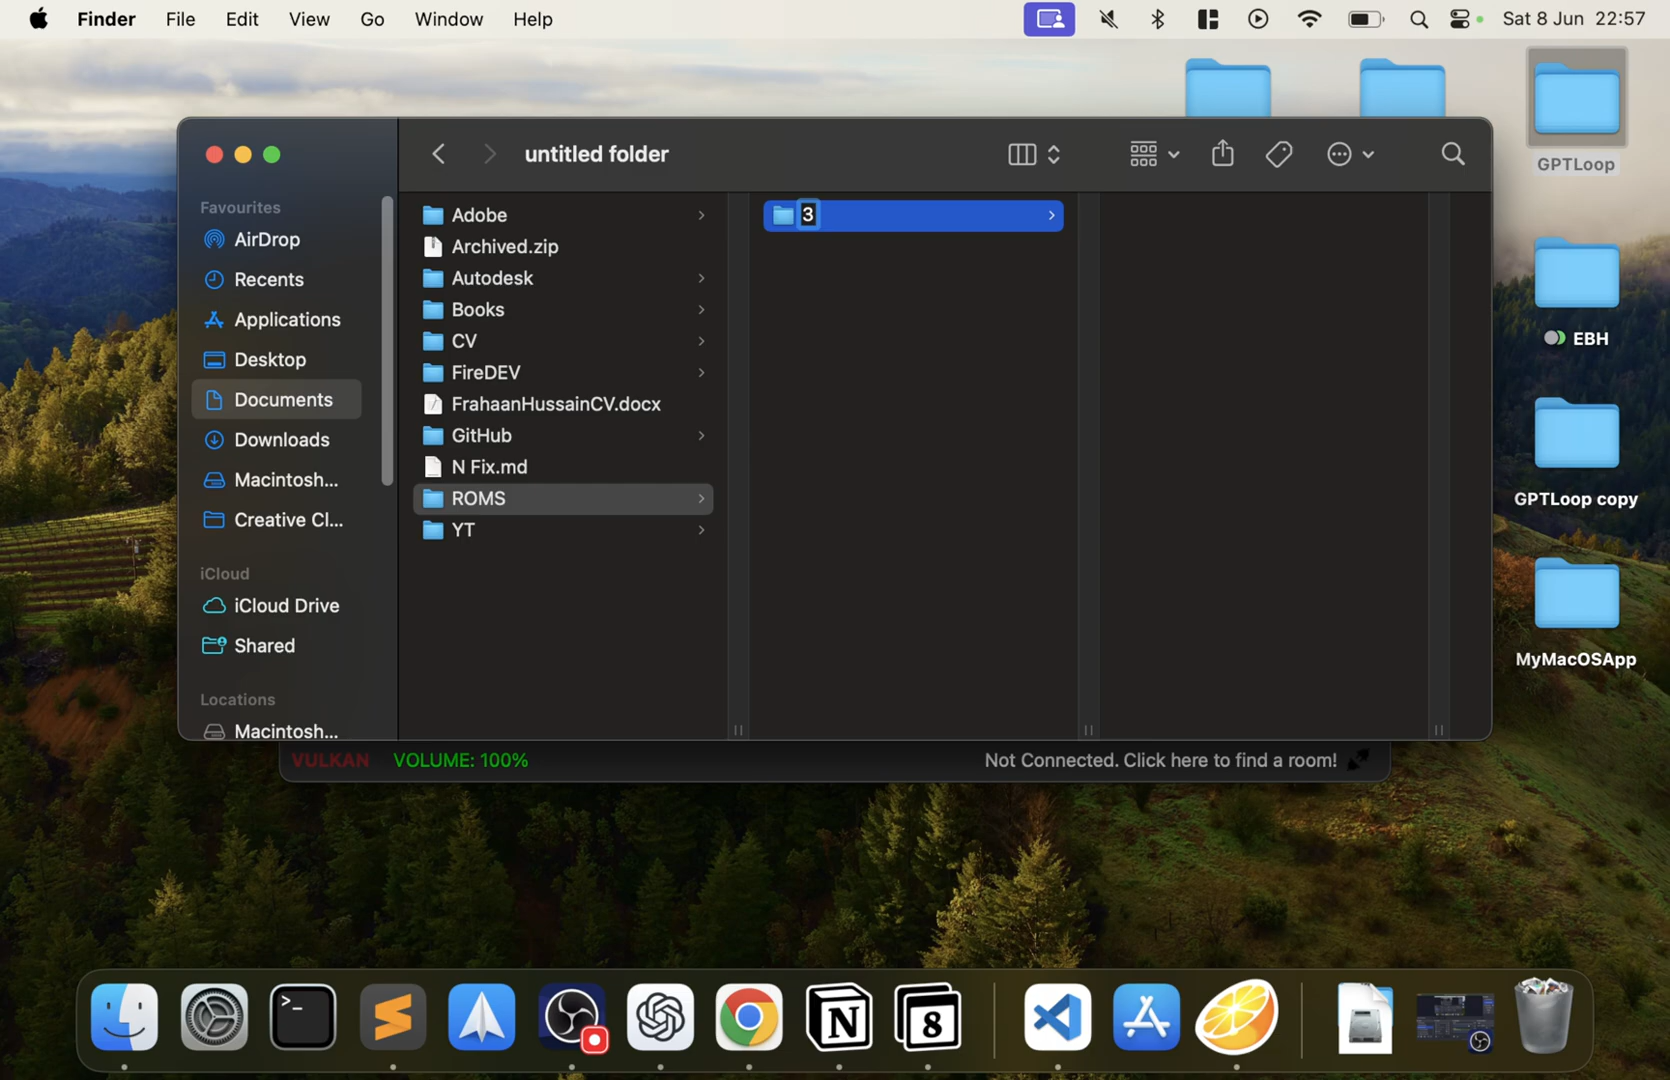 Finder File Edit View Go Window Help Sat 8 Jun 22:57
untitled folder
Favourites
AirDrop
Recents
Applications
Desktop
Documents
Downloads
Macintosh...
Creative Cl...
iCloud
iCloud Drive
Shared
Locations
Macintosh...
Adobe
Archived.zip
Autodesk
Books
CV
FireDEV
FrahaanHussainCV.docx
GitHub
N Fix.md
ROMS
YT
3
GPTLoop
EBH
GPTLoop copy
MyMacOSApp
VULKAN VOLUME: 100% Not Connected. Click here to find a room!
>_
N
8